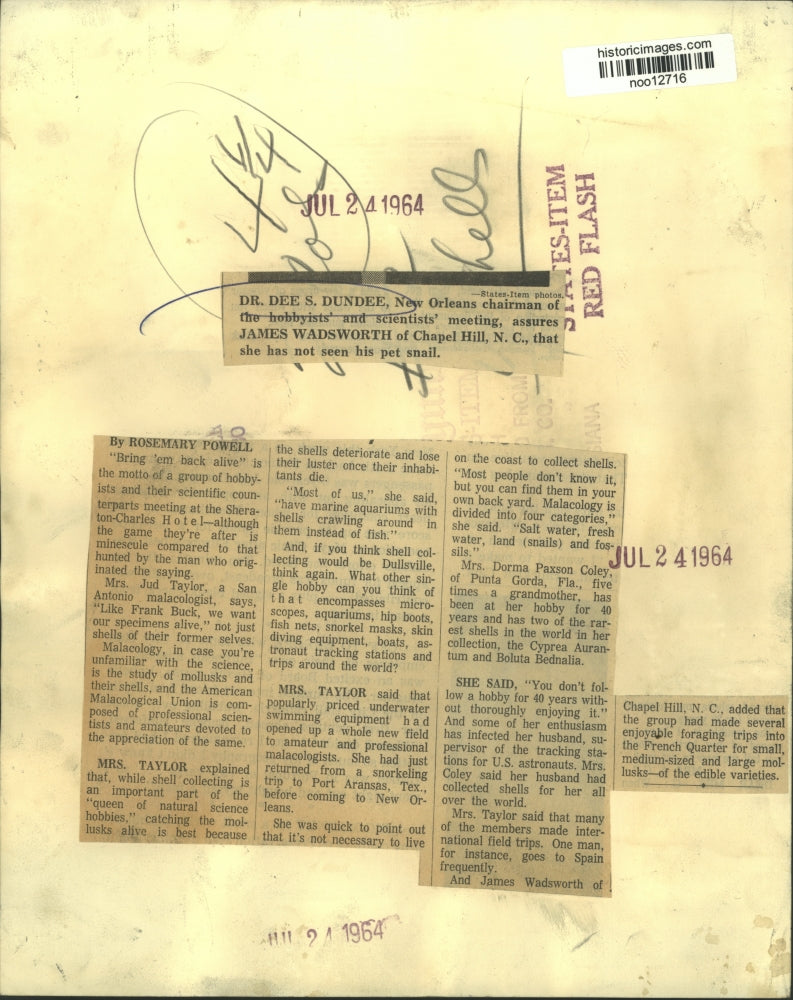 historicimages.com
noo12716
JUL 24 1964
STATES-ITEM
RED FLASH
—States-Item photos.
DR. DEE S. DUNDEE, New Orleans chairman of
the hobbyists' and scientists' meeting, assures
JAMES WADSWORTH of Chapel Hill, N. C., that
she has not seen his pet snail.
By ROSEMARY POWELL
"Bring 'em back alive" is
the motto of a group of hobby-
ists and their scientific coun-
terparts meeting at the Shera-
ton-Charles Hotel—although
the game they're after is
minescule compared to that
hunted by the man who orig-
inated the saying.
Mrs. Jud Taylor, a San
Antonio malacologist, says,
"Like Frank Buck, we want
our specimens alive," not just
shells of their former selves.
Malacology, in case you're
unfamiliar with the science,
is the study of mollusks and
their shells, and the American
Malacological Union is com-
posed of professional scien-
tists and amateurs devoted to
the appreciation of the same.
MRS. TAYLOR explained
that, while shell collecting is
an important part of the
"queen of natural science
hobbies," catching the mol-
lusks alive is best because
the shells deteriorate and lose
their luster once their inhabi-
tants die.
"Most of us," she said,
"have marine aquariums with
shells crawling around in
them instead of fish."
And, if you think shell col-
lecting would be Dullsville,
think again. What other sin-
gle hobby can you think of
that encompasses micro-
scopes, aquariums, hip boots,
fish nets, snorkel masks, skin
diving equipment, boats, as-
tronaut tracking stations and
trips around the world?
MRS. TAYLOR said that
popularly priced underwater
swimming equipment had
opened up a whole new field
to amateur and professional
malacologists. She had just
returned from a snorkeling
trip to Port Aransas, Tex.,
before coming to New Or-
leans.
She was quick to point out
that it's not necessary to live
on the coast to collect shells.
"Most people don't know it,
but you can find them in your
own back yard. Malacology is
divided into four categories,"
she said. "Salt water, fresh
water, land (snails) and fos-
sils."
Mrs. Dorma Paxson Coley,
of Punta Gorda, Fla., five
times a grandmother, has
been at her hobby for 40
years and has two of the rar-
est shells in the world in her
collection, the Cyprea Auran-
tum and Boluta Bednalia.
SHE SAID, "You don't fol-
low a hobby for 40 years with-
out thoroughly enjoying it."
And some of her enthusiasm
has infected her husband, su-
pervisor of the tracking sta-
tions for U.S. astronauts. Mrs.
Coley said her husband had
collected shells for her all
over the world.
Mrs. Taylor said that many
of the members made inter-
national field trips. One man,
for instance, goes to Spain
frequently.
And James Wadsworth of
JUL 24 1964
Chapel Hill, N. C., added that
the group had made several
enjoyable foraging trips into
the French Quarter for small,
medium-sized and large mol-
lusks—of the edible varieties.
JUL 24 1964